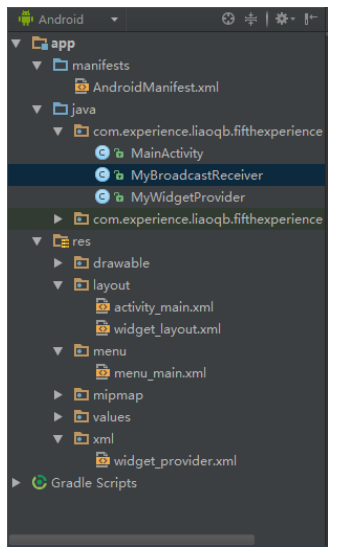 Android
app
manifests
AndroidManifest.xml
java
com.experience.liaoqb.fifthexperience
MainActivity
MyBroadcastReceiver
MyWidgetProvider
com.experience.liaoqb.fifthexperience
res
drawable
layout
activity_main.xml
widget_layout.xml
menu
menu_main.xml
mipmap
values
xml
widget_provider.xml
Gradle Scripts